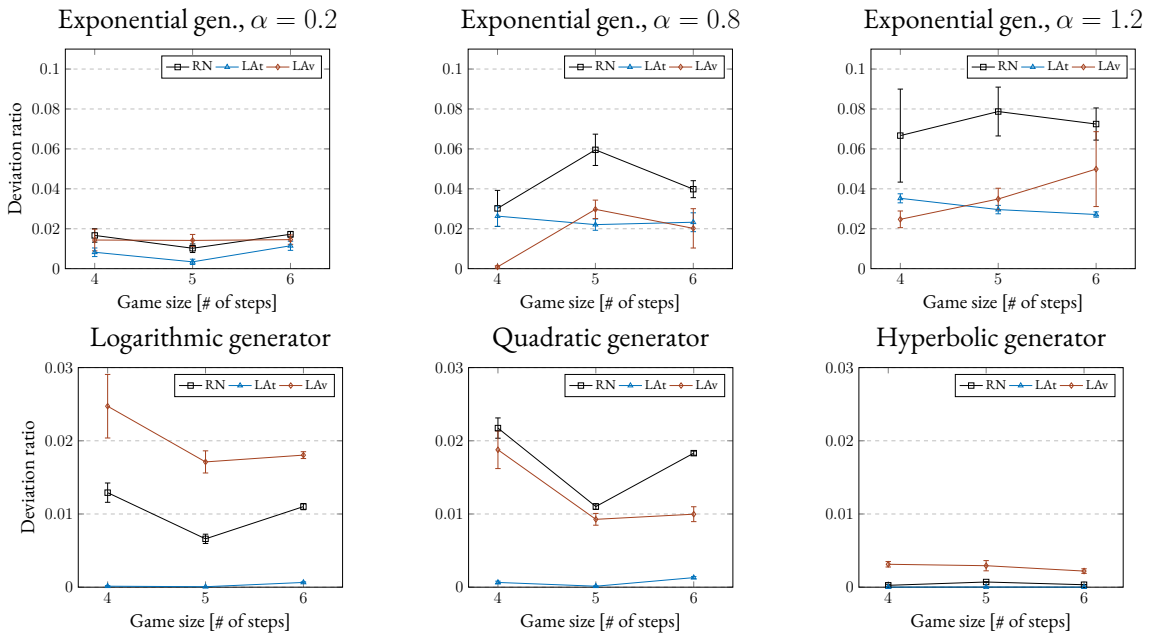 Exponential gen., α = 0.2
Exponential gen., α = 0.8
Exponential gen., α = 1.2
RN LAt LAv
RN LAt LAv
RN LAt LAv
Deviation ratio
0.1
0.08
0.06
0.04
0.02
0
4 5 6
Game size [# of steps]
0.1
0.08
0.06
0.04
0.02
0
4 5 6
Game size [# of steps]
0.1
0.08
0.06
0.04
0.02
0
4 5 6
Game size [# of steps]
Logarithmic generator
Quadratic generator
Hyperbolic generator
RN LAt LAv
RN LAt LAv
RN LAt LAv
Deviation ratio
0.03
0.02
0.01
0
4 5 6
Game size [# of steps]
0.03
0.02
0.01
0
4 5 6
Game size [# of steps]
0.03
0.02
0.01
0
4 5 6
Game size [# of steps]